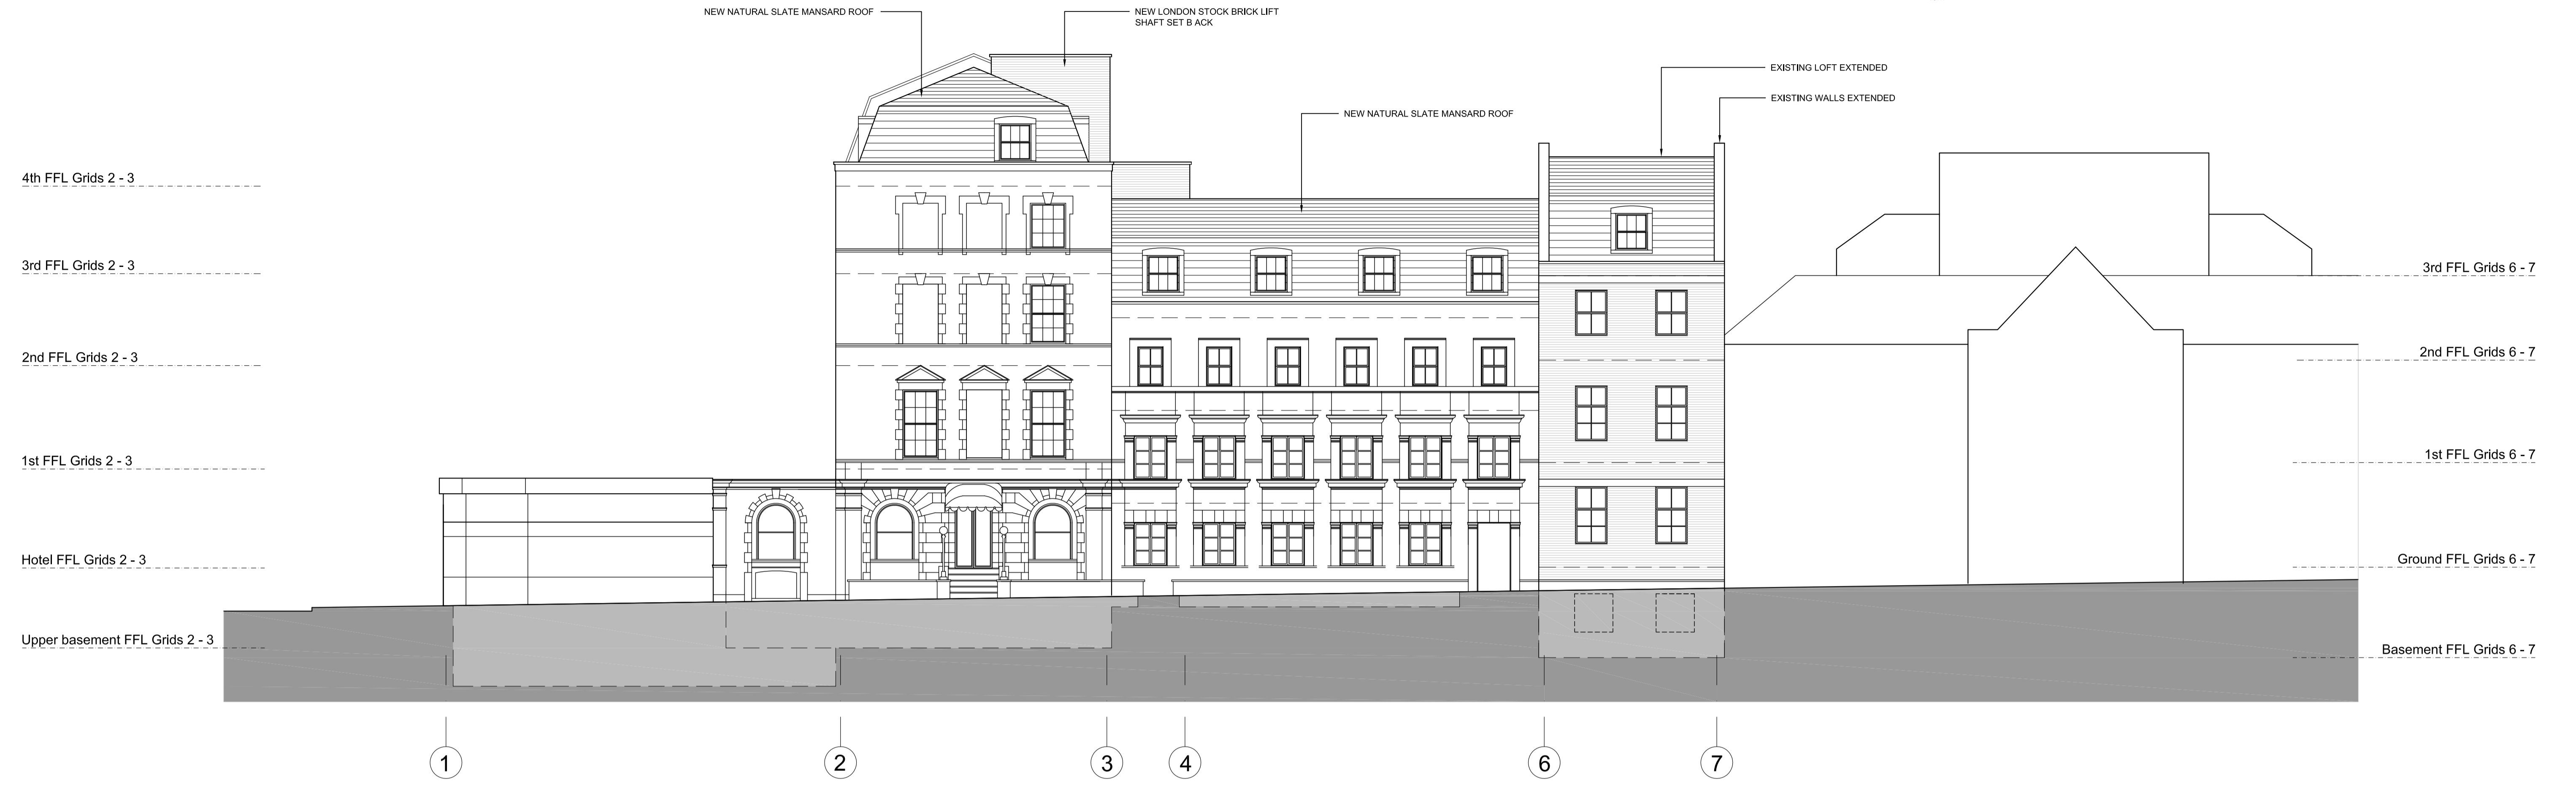 NEW NATURAL SLATE MANSARD ROOF
NEW LONDON STOCK BRICK LIFT
SHAFT SET B ACK
EXISTING LOFT EXTENDED
EXISTING WALLS EXTENDED
NEW NATURAL SLATE MANSARD ROOF
4th FFL Grids 2 - 3
3rd FFL Grids 2 - 3
2nd FFL Grids 2 - 3
1st FFL Grids 2 - 3
Hotel FFL Grids 2 - 3
Upper basement FFL Grids 2 - 3
3rd FFL Grids 6 - 7
2nd FFL Grids 6 - 7
1st FFL Grids 6 - 7
Ground FFL Grids 6 - 7
Basement FFL Grids 6 - 7
1 2 3 4 6 7